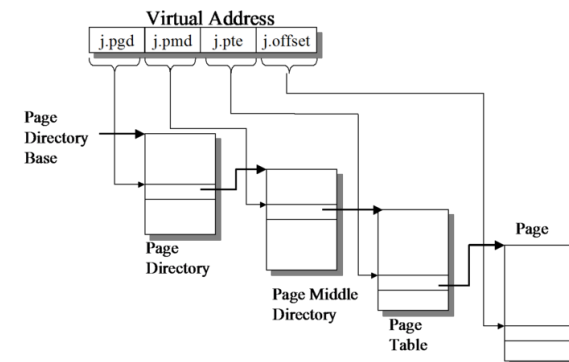 Virtual Address
j.pgd j.pmd j.pte j.offset
Page
Directory
Base
Page
Directory
Page Middle
Directory
Page
Table
Page